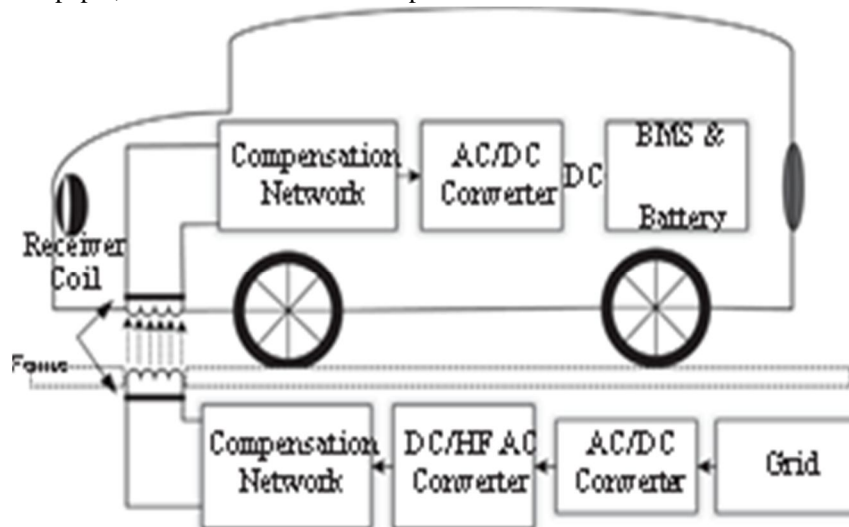 Compensation
Network
AC/DC
Converter
DC
BMS &
Battery
Receiver
Coil
Compensation
Network
DC/HF AC
Converter
AC/DC
Converter
Grid